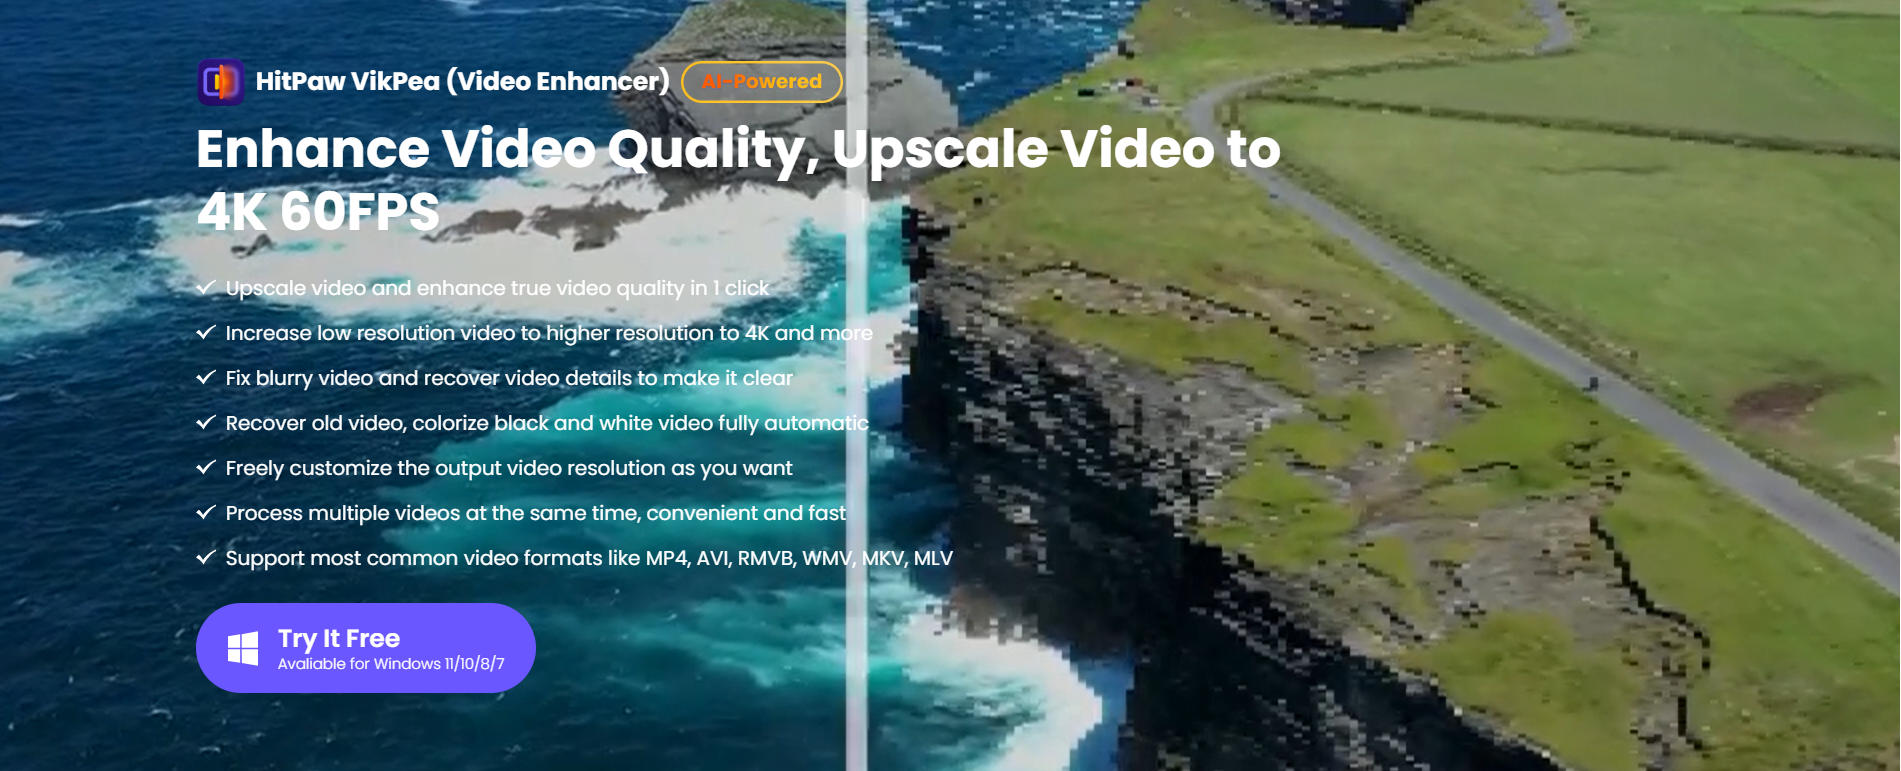 HitPaw VikPea (Video Enhancer) AI-Powered
Enhance Video Quality, Upscale Video to
4K 60FPS
Upscale video and enhance true video quality in 1 click
Increase low resolution video to higher resolution to 4K and more
Fix blurry video and recover video details to make it clear
Recover old video, colorize black and white video fully automatic
Freely customize the output video resolution as you want
Process multiple videos at the same time, convenient and fast
Support most common video formats like MP4, AVI, RMVB, WMV, MKV, MLV
Try It Free
Avaliable for Windows 11/10/8/7